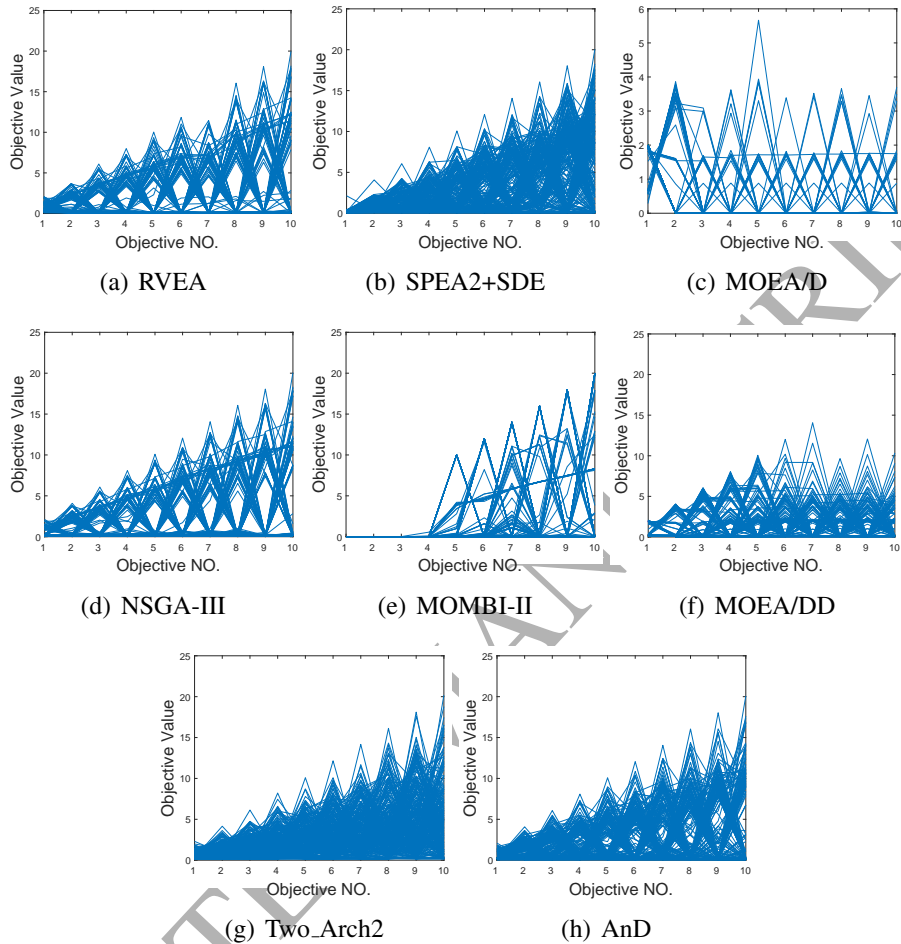 25
20
15
10
5
0
Objective Value
1 2 3 4 5 6 7 8 9 10
Objective NO.
(a) RVEA
25
20
15
10
5
0
Objective Value
1 2 3 4 5 6 7 8 9 10
Objective NO.
(b) SPEA2+SDE
6
5
4
3
2
1
0
Objective Value
1 2 3 4 5 6 7 8 9 10
Objective NO.
(c) MOEA/D
25
20
15
10
5
0
Objective Value
1 2 3 4 5 6 7 8 9 10
Objective NO.
(d) NSGA-III
25
20
15
10
5
0
Objective Value
1 2 3 4 5 6 7 8 9 10
Objective NO.
(e) MOMBI-II
25
20
15
10
5
0
Objective Value
1 2 3 4 5 6 7 8 9 10
Objective NO.
(f) MOEA/DD
25
20
15
10
5
0
Objective Value
1 2 3 4 5 6 7 8 9 10
Objective NO.
(g) Two_Arch2
25
20
15
10
5
0
Objective Value
1 2 3 4 5 6 7 8 9 10
Objective NO.
(h) AnD